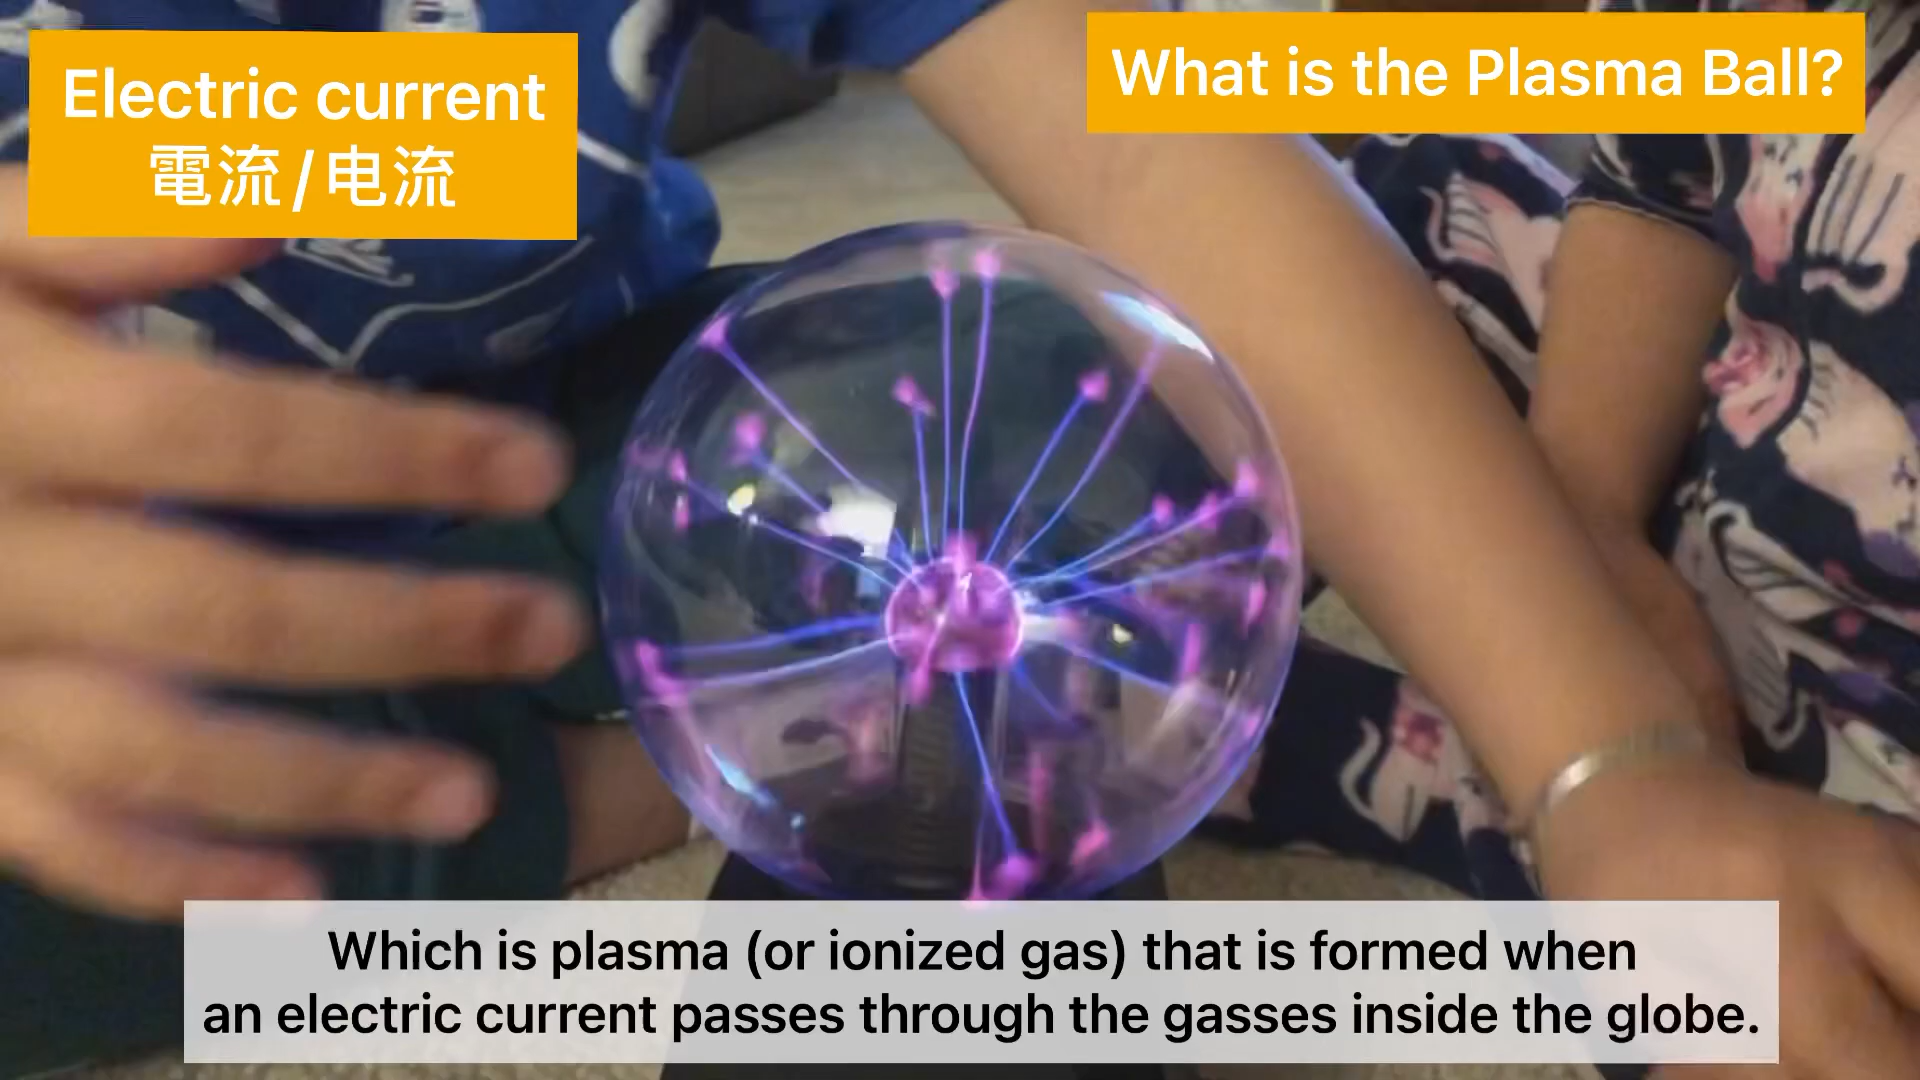 Electric current
電流/电流
What is the Plasma Ball?
Which is plasma (or ionized gas) that is formed when
an electric current passes through the gasses inside the globe.